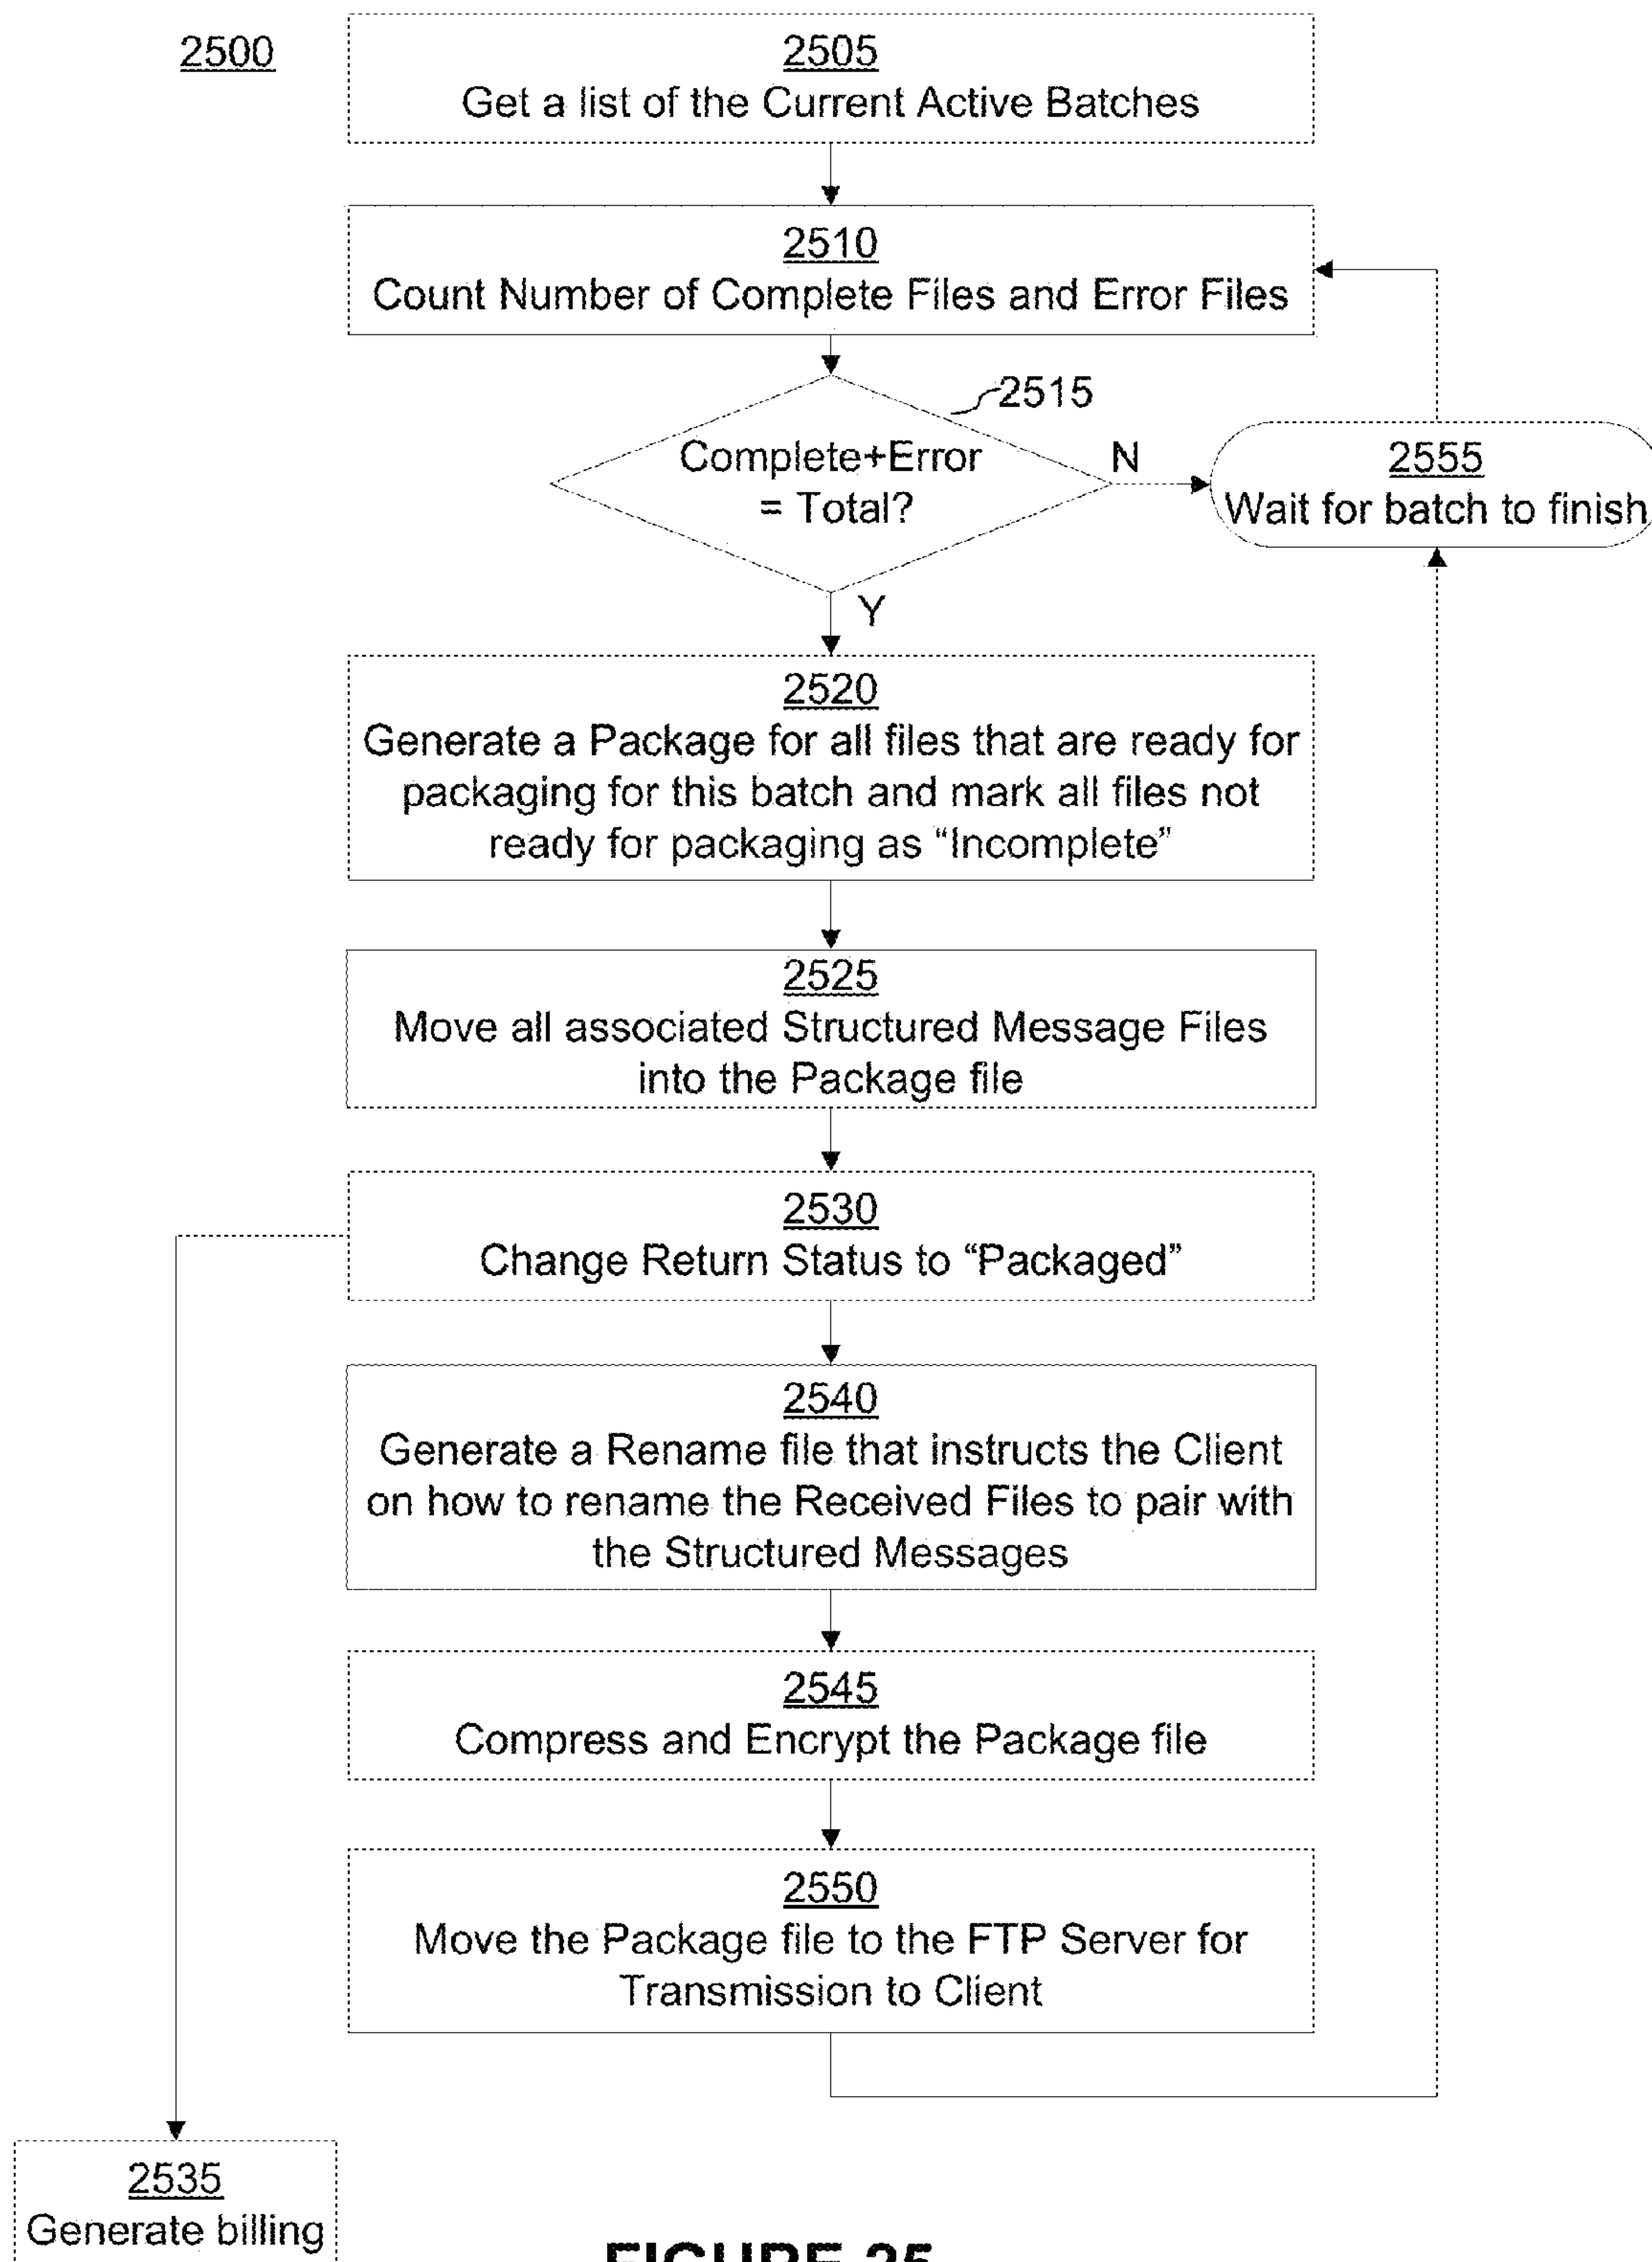 2500
2505
Get a list of the Current Active Batches
2510
Count Number of Complete Files and Error Files
2515
Complete+Error
= Total?
N
2555
Wait for batch to finish
Y
2520
Generate a Package for all files that are ready for
packaging for this batch and mark all files not
ready for packaging as “Incomplete”
2525
Move all associated Structured Message Files
into the Package file
2530
Change Return Status to “Packaged”
2540
Generate a Rename file that instructs the Client
on how to rename the Received Files to pair with
the Structured Messages
2545
Compress and Encrypt the Package file
2550
Move the Package file to the FTP Server for
Transmission to Client
2535
Generate billing
FIGURE 25